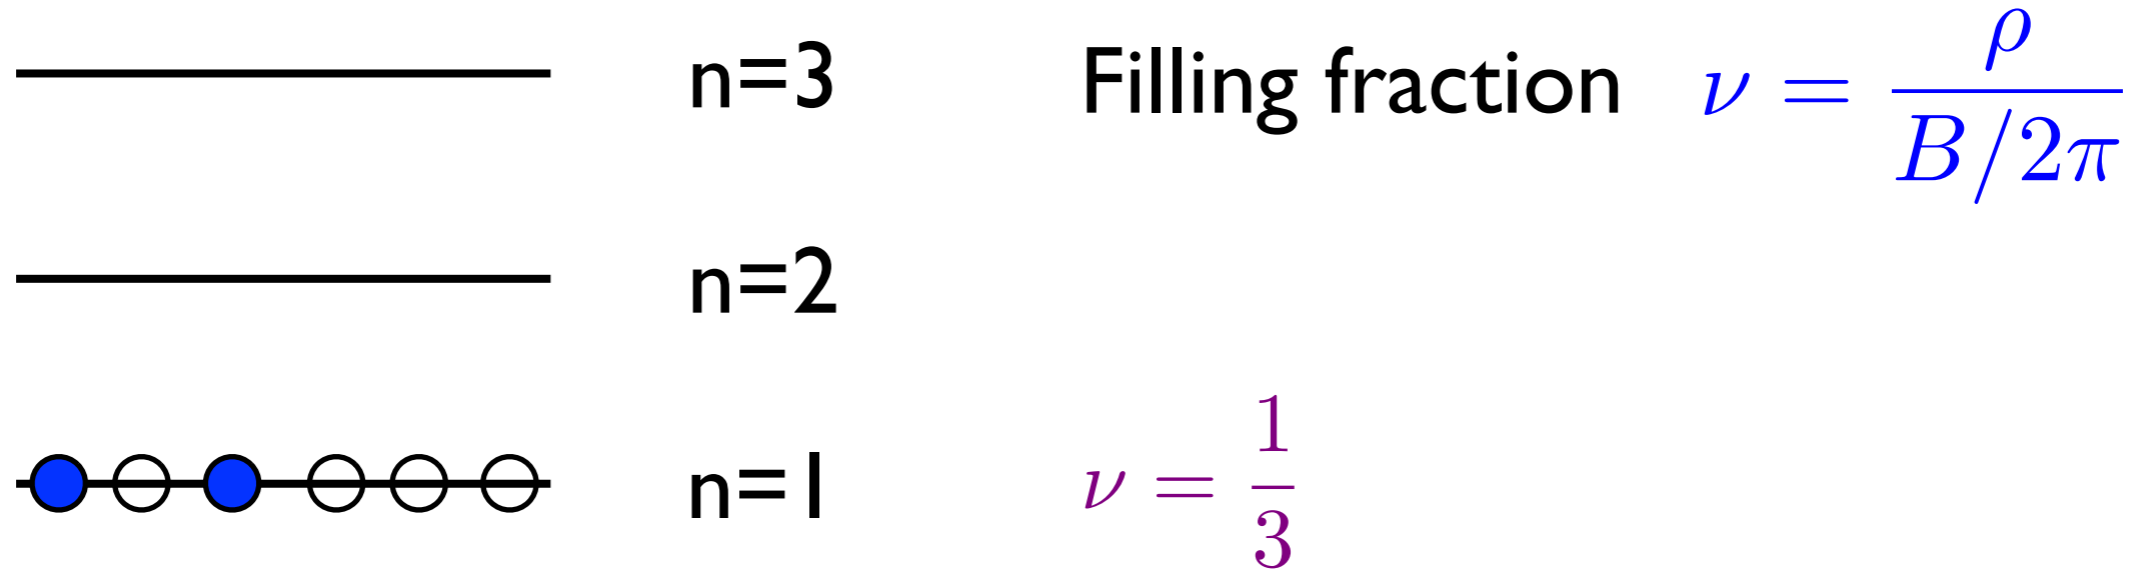 n=3 Filling fraction ν = ρ / B/2π
n=2
n=1 ν = 1/3